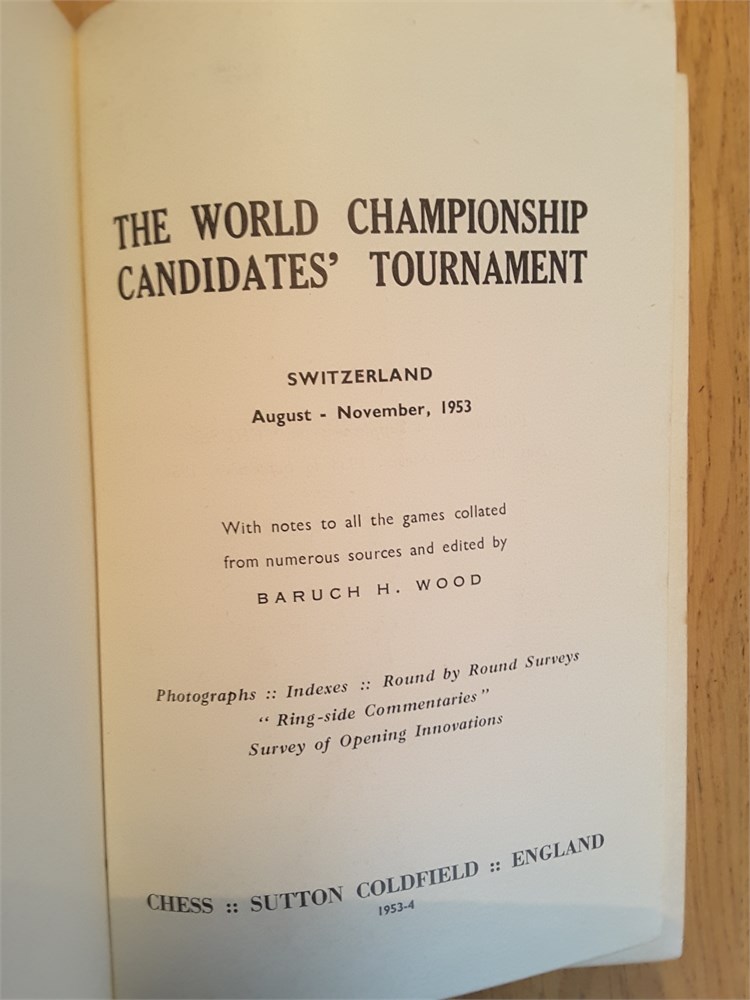 THE WORLD CHAMPIONSHIP
CANDIDATES’ TOURNAMENT
SWITZERLAND
August - November, 1953
With notes to all the games collated
from numerous sources and edited by
BARUCH H. WOOD
Photographs :: Indexes :: Round by Round Surveys
“ Ring-side Commentaries ”
Survey of Opening Innovations
CHESS :: SUTTON COLDFIELD :: ENGLAND
1953-4